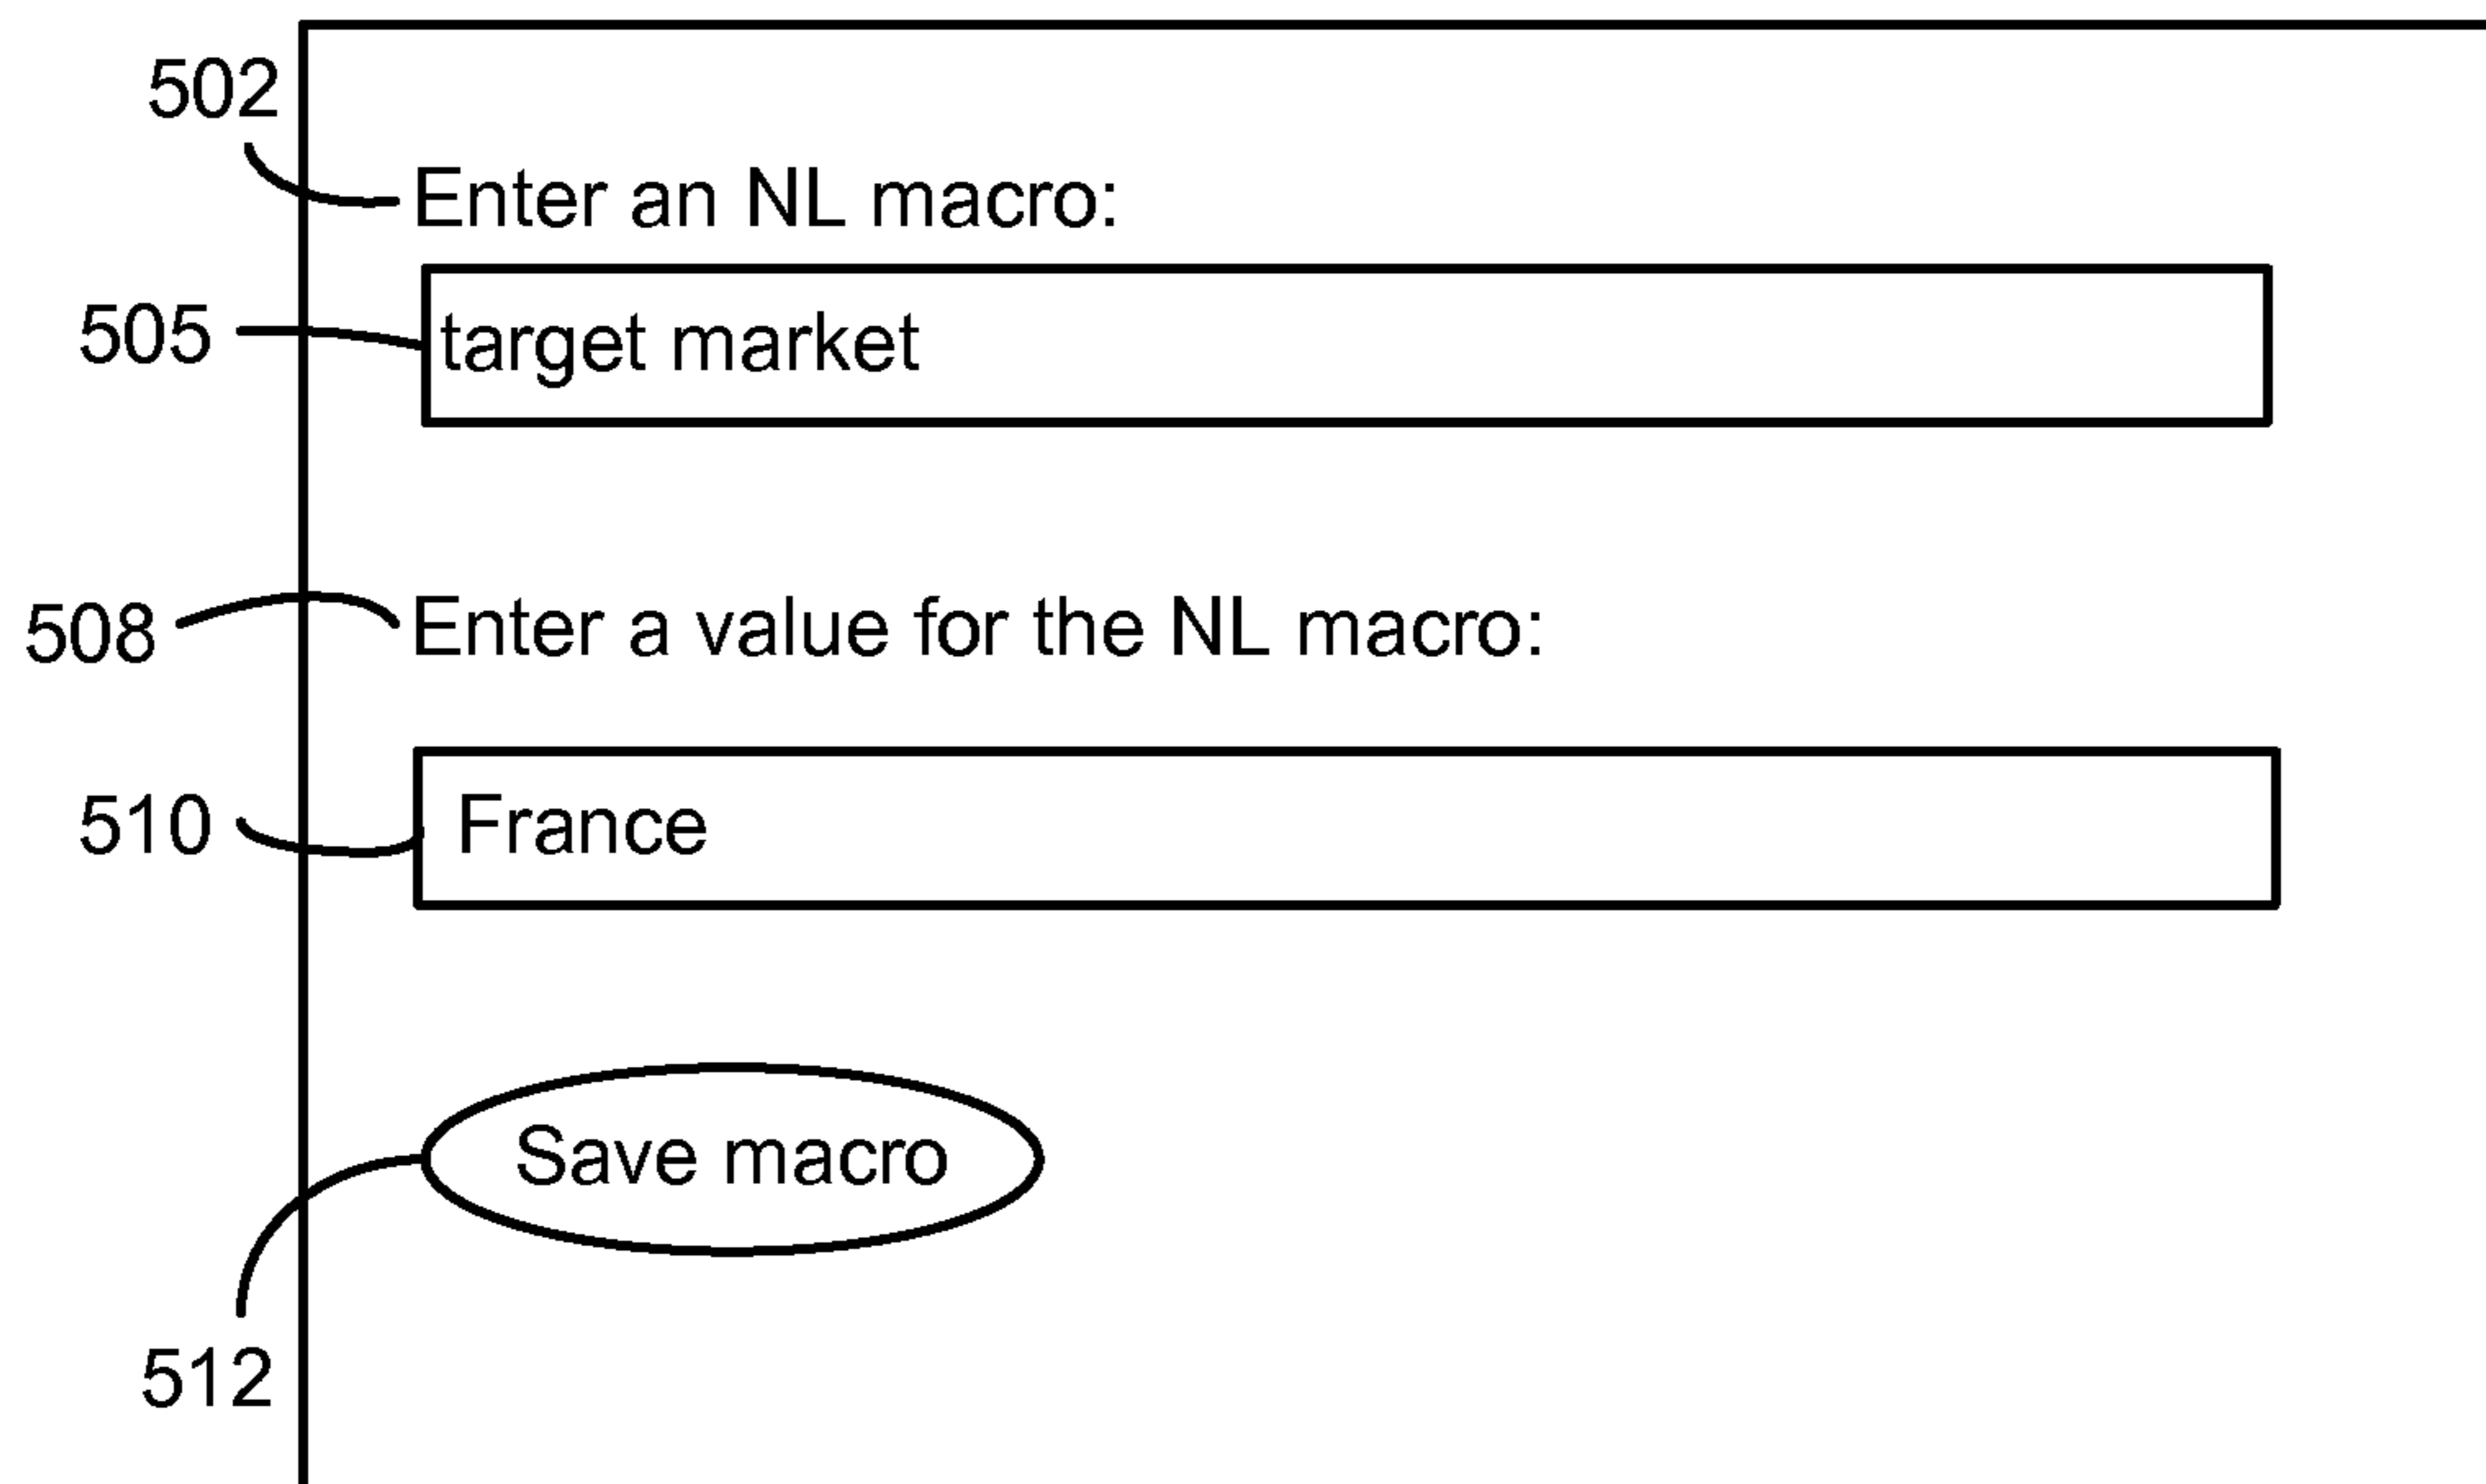 502
Enter an NL macro:
505
target market
508
Enter a value for the NL macro:
510
France
Save macro
512